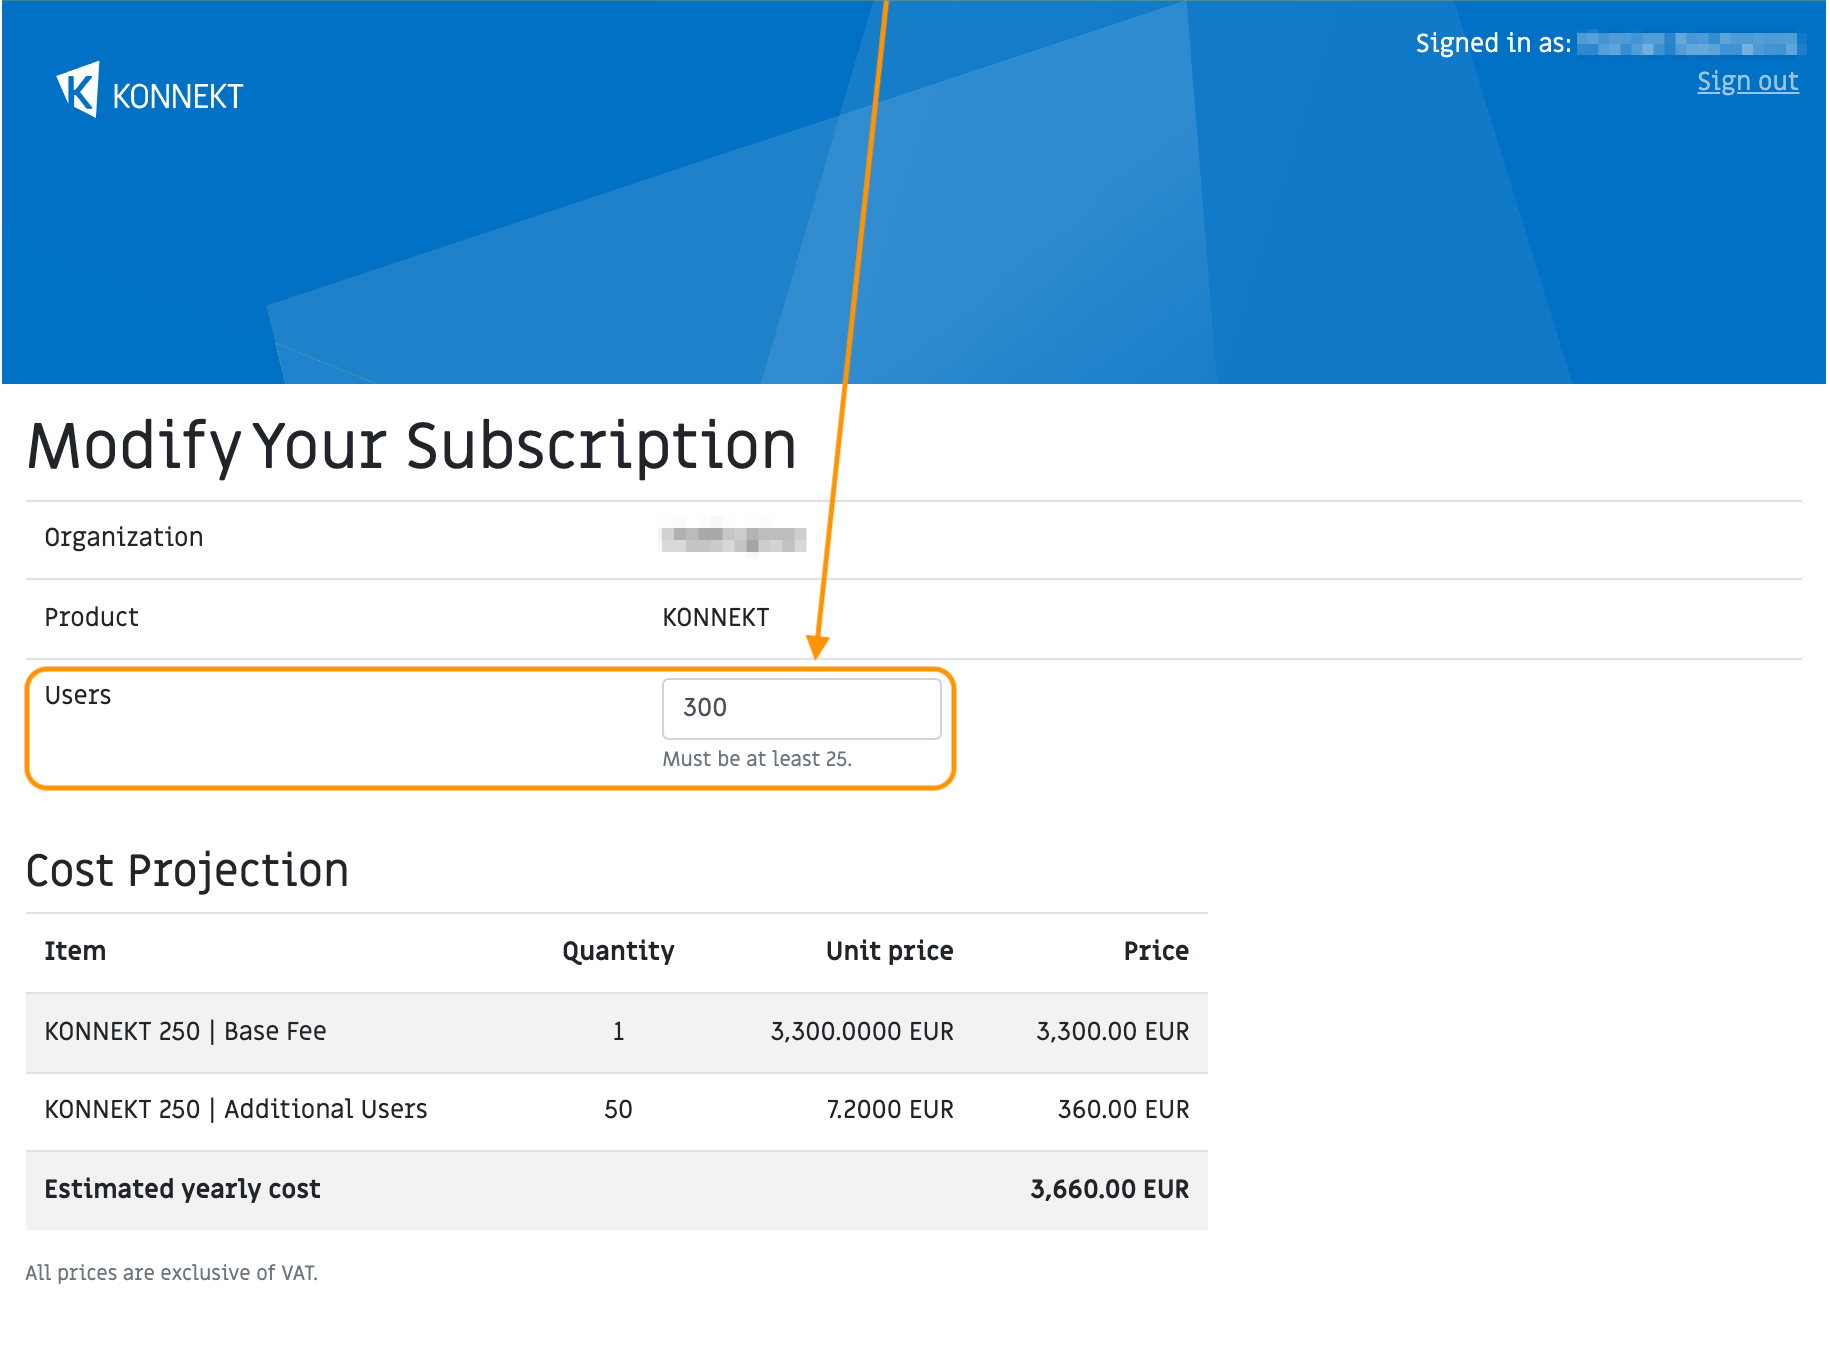 KONNEKT
Signed in as:
Sign out
Modify Your Subscription
Organization
Product KONNEKT
Users 300
Must be at least 25.
Cost Projection
Item Quantity Unit price Price
KONNEKT 250 | Base Fee 1 3,300.0000 EUR 3,300.00 EUR
KONNEKT 250 | Additional Users 50 7.2000 EUR 360.00 EUR
Estimated yearly cost 3,660.00 EUR
All prices are exclusive of VAT.